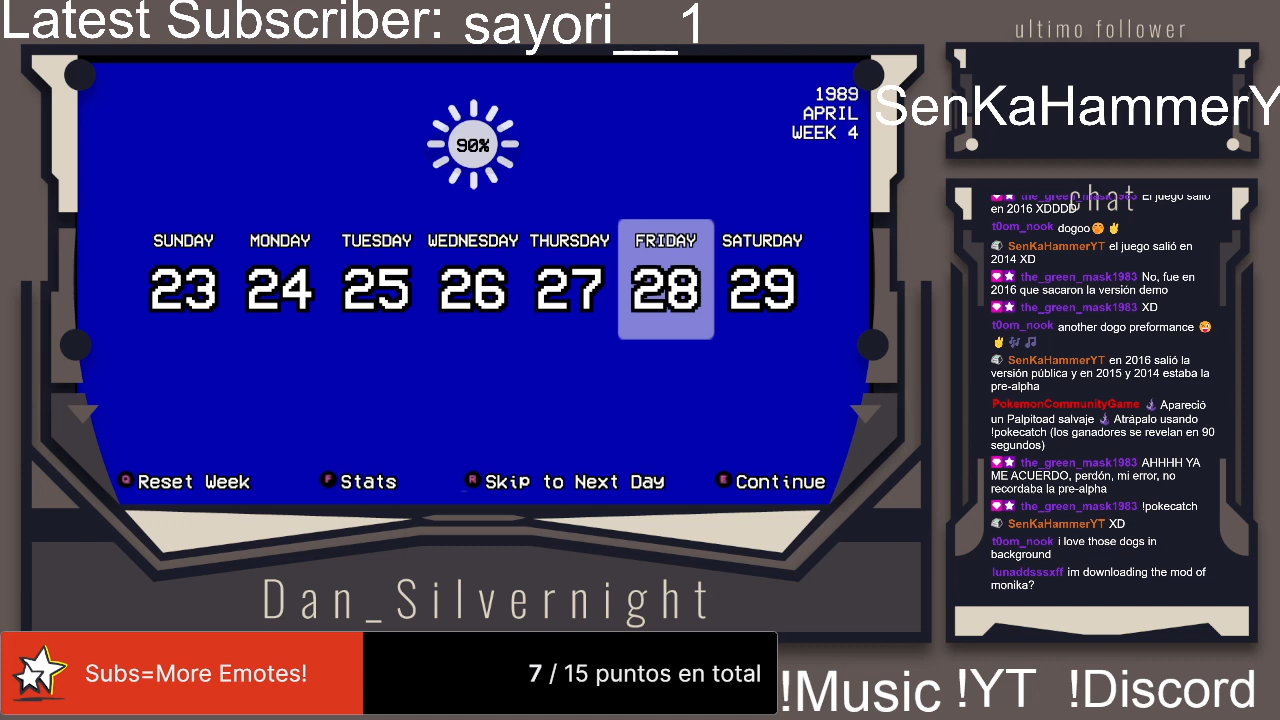 Latest Subscriber: sayori__1
ultimo follower
SenKaHammerY
1989
APRIL
WEEK 4
90%
SUNDAY MONDAY TUESDAY WEDNESDAY THURSDAY FRIDAY SATURDAY
23 24 25 26 27 28 29
Q Reset Week F Stats R Skip to Next Day E Continue
Dan_Silvernight
7 Subs=More Emotes! 7 / 15 puntos en total
!Music !YT !Discord
chat
the_green_mask1983 El juego salió
en 2016 XDDDD
t0om_nook dogoo
SenKaHammerYT el juego salió en
2014 XD
the_green_mask1983 No, fue en
2016 que sacaron la versión demo
the_green_mask1983 XD
t0om_nook another dogo preformance
SenKaHammerYT en 2016 salió la
versión pública y en 2015 y 2014 estaba la
pre-alpha
PokemonCommunityGame Apareció
un Palpitoad salvaje Atrápalo usando
!pokecatch (los ganadores se revelan en 90
segundos)
the_green_mask1983 AHHHH YA
ME ACUERDO, perdón, mi error, no
recordaba la pre-alpha
the_green_mask1983 !pokecatch
SenKaHammerYT XD
t0om_nook i love those dogs in
background
lunaddsssxff im downloading the mod of
monika?